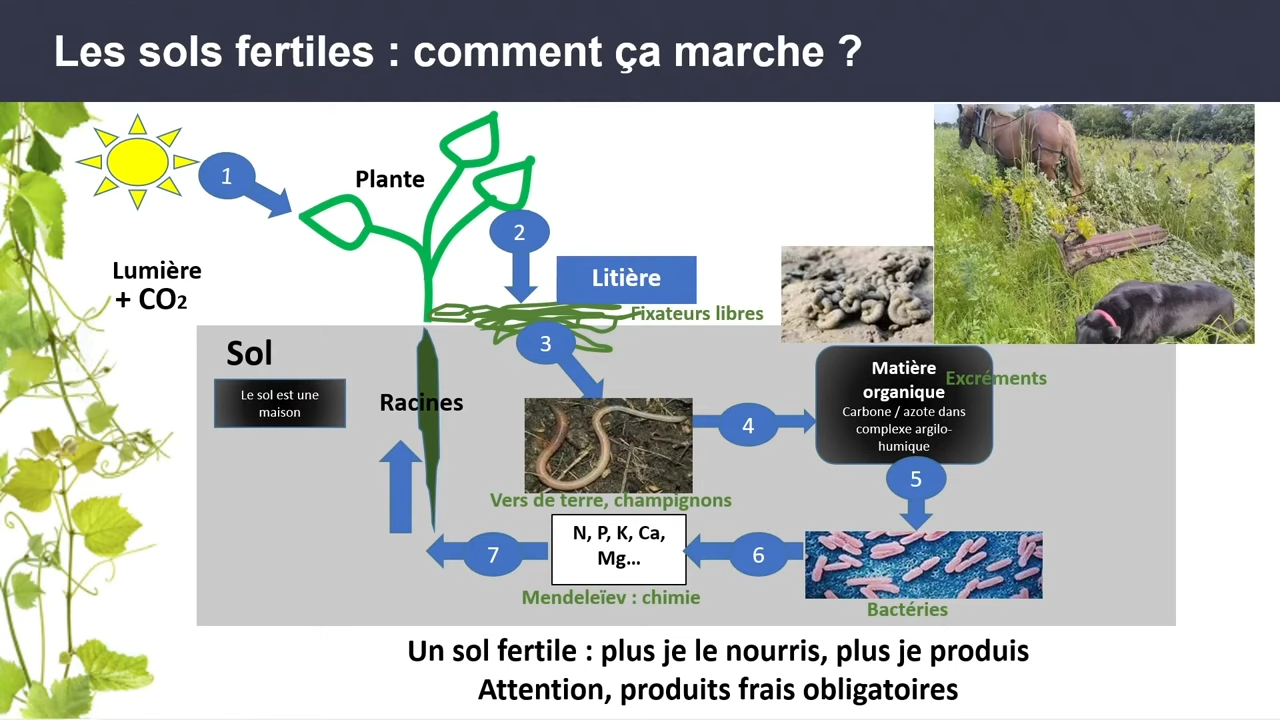 Les sols fertiles : comment ça marche ?
1
Plante
2
Lumière
+ CO2
Litière
Fixateurs libres
Sol
3
Le sol est une
maison
Racines
Matière
organique
Excréments
Carbone / azote dans
complexe argilo-
humique
4
5
Vers de terre, champignons
N, P, K, Ca,
Mg...
7
6
Mendeleïev : chimie
Bactéries
Un sol fertile : plus je le nourris, plus je produis
Attention, produits frais obligatoires